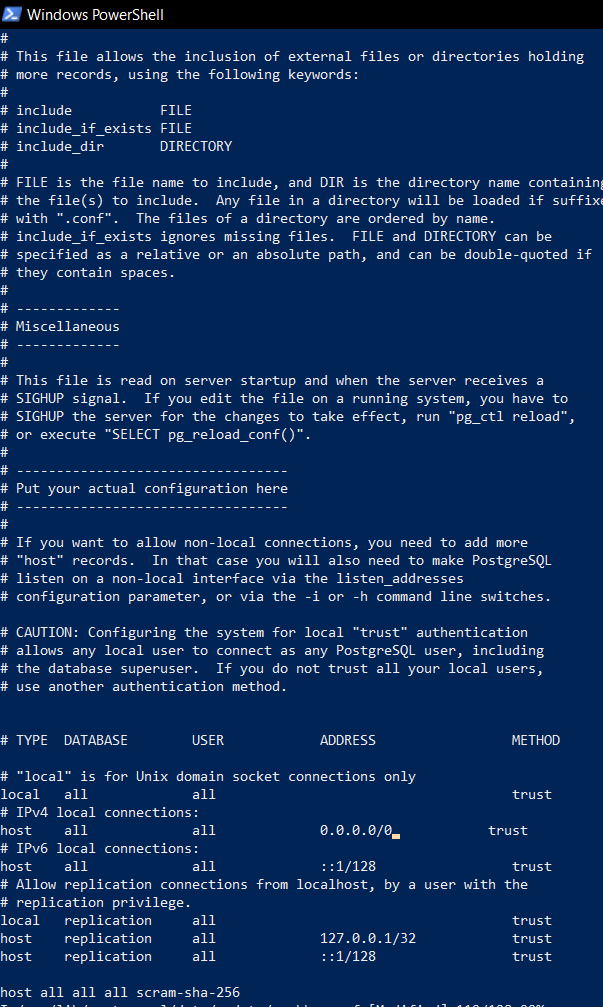 Windows PowerShell
#
# This file allows the inclusion of external files or directories holding
# more records, using the following keywords:
#
# include           FILE
# include_if_exists FILE
# include_dir       DIRECTORY
#
# FILE is the file name to include, and DIR is the directory name containing
# the file(s) to include.  Any file in a directory will be loaded if suffixe
# with ".conf".  The files of a directory are ordered by name.
# include_if_exists ignores missing files.  FILE and DIRECTORY can be
# specified as a relative or an absolute path, and can be double-quoted if
# they contain spaces.
#
# -------------
# Miscellaneous
# -------------
#
# This file is read on server startup and when the server receives a
# SIGHUP signal.  If you edit the file on a running system, you have to
# SIGHUP the server for the changes to take effect, run "pg_ctl reload",
# or execute "SELECT pg_reload_conf()".
#
# ----------------------------------
# Put your actual configuration here
# ----------------------------------
#
# If you want to allow non-local connections, you need to add more
# "host" records.  In that case you will also need to make PostgreSQL
# listen on a non-local interface via the listen_addresses
# configuration parameter, or via the -i or -h command line switches.

# CAUTION: Configuring the system for local "trust" authentication
# allows any local user to connect as any PostgreSQL user, including
# the database superuser.  If you do not trust all your local users,
# use another authentication method.

# TYPE  DATABASE        USER            ADDRESS                 METHOD

# "local" is for Unix domain socket connections only
local   all             all                                     trust
# IPv4 local connections:
host    all             all             0.0.0.0/0            trust
# IPv6 local connections:
host    all             all             ::1/128                 trust
# Allow replication connections from localhost, by a user with the
# replication privilege.
local   replication     all                                     trust
host    replication     all             127.0.0.1/32            trust
host    replication     all             ::1/128                 trust

host all all all scram-sha-256